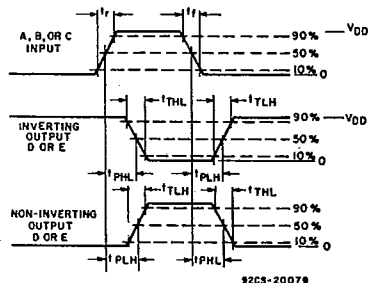 tr
tf
A, B, OR C
INPUT
90% VDD
50%
10% 0
tTHL
tTLH
INVERTING
OUTPUT
D OR E
90% VDD
50%
10% 0
tPHL
tPLH
tTLH
tTHL
NON-INVERTING
OUTPUT
D OR E
90%
50%
10%
0
tPLH
tPHL
92CS-20079